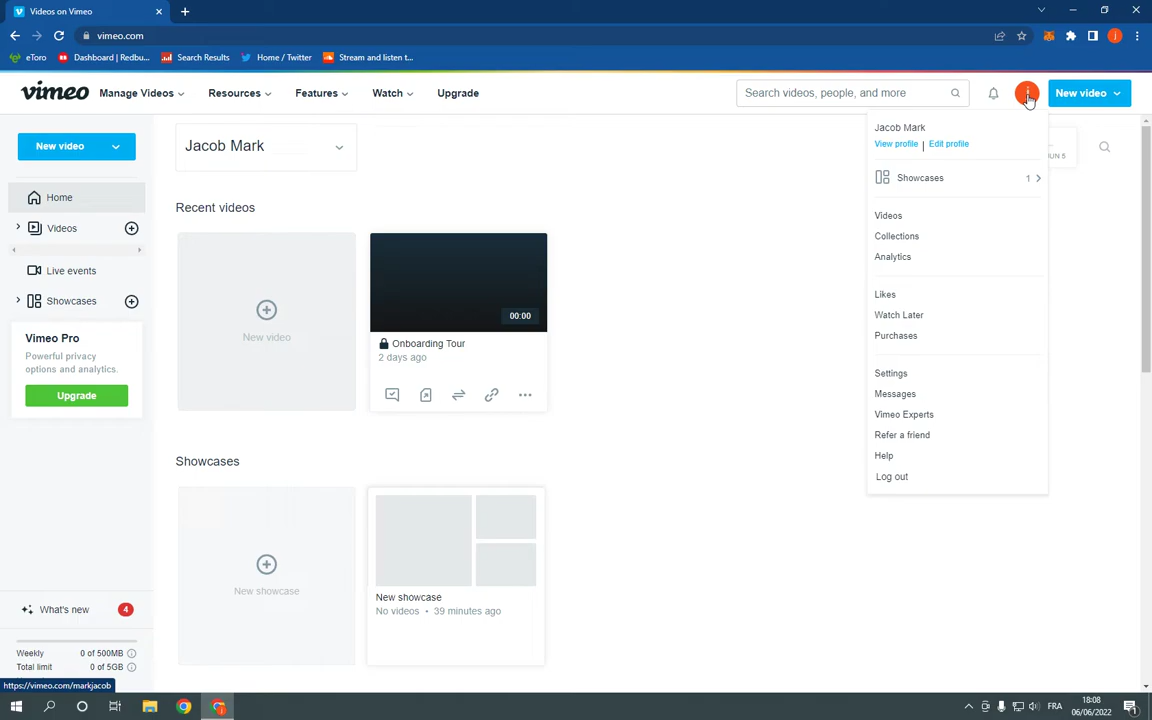 Videos on Vimeo
vimeo.com
eToro
Dashboard | Redbu...
Search Results
Home / Twitter
Stream and listen t...
vimeo
Manage Videos
Resources
Features
Watch
Upgrade
Search videos, people, and more
New video
New video
Home
Videos
Live events
Showcases
Vimeo Pro
Powerful privacy
options and analytics.
Upgrade
What's new
4
Weekly
0 of 500MB
Total limit
0 of 5GB
https://vimeo.com/markjacob
Jacob Mark
Recent videos
New video
00:00
Onboarding Tour
2 days ago
Showcases
New showcase
New showcase
No videos • 39 minutes ago
Jacob Mark
View profile | Edit profile
Showcases
1
Videos
Collections
Analytics
Likes
Watch Later
Purchases
Settings
Messages
Vimeo Experts
Refer a friend
Help
Log out
JUN 5
FRA
18:08
06/06/2022